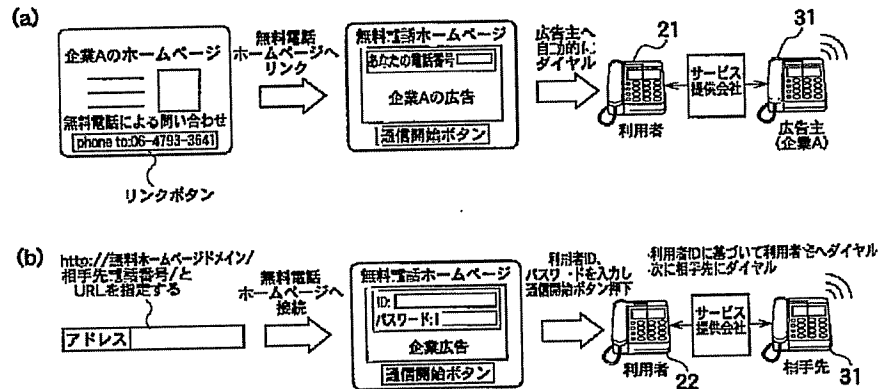 (a)
企業Aのホームページ
無料電話による問い合わせ
phone to:06-4793-3641
リンクボタン
無料電話
ホームページへ
リンク
無料電話ホームページ
あなたの電話番号
企業Aの広告
通信開始ボタン
広告主へ
自動的に
ダイヤル
21
利用者
サービス
提供会社
31
広告主
(企業A)
(b)
http://無料ホームページドメイン/
相手先電話番号/と
URLを指定する
アドレス
無料電話
ホームページへ
接続
無料電話ホームページ
ID:
パスワード:
企業広告
通信開始ボタン
利用者ID、
パスワードを入力し
通信開始ボタン押下
利用者IDに基づいて利用者宅へダイヤル
次に相手先にダイヤル
利用者
22
サービス
提供会社
相手先
31